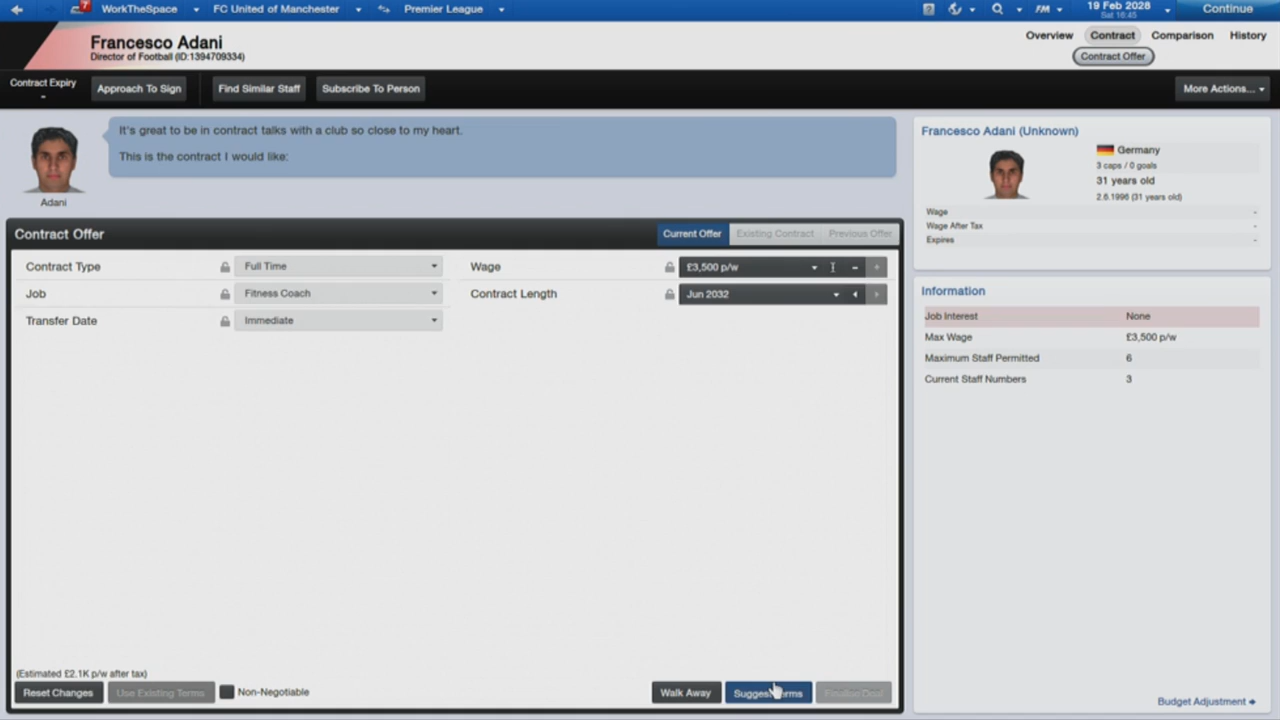 7 WorkTheSpace FC United of Manchester Premier League FM 19 Feb 2028 Continue
Sat 16:45
Francesco Adani
Director of Football (ID:1394709334)
Overview Contract Comparison History
Contract Offer
Contract Expiry
-
Approach To Sign Find Similar Staff Subscribe To Person More Actions...
It's great to be in contract talks with a club so close to my heart.
This is the contract I would like:
Adani
Francesco Adani (Unknown)
Germany
3 caps / 0 goals
31 years old
2.6.1996 (31 years old)
Wage -
Wage After Tax -
Expires -
Contract Offer Current Offer Existing Contract Previous Offer
Contract Type Full Time Wage £3,500 p/w
Job Fitness Coach Contract Length Jun 2032
Transfer Date Immediate
Information
Job Interest None
Max Wage £3,500 p/w
Maximum Staff Permitted 6
Current Staff Numbers 3
(Estimated £2.1K p/w after tax)
Reset Changes Use Existing Terms Non-Negotiable Walk Away Suggest Terms Finalise Deal
Budget Adjustment